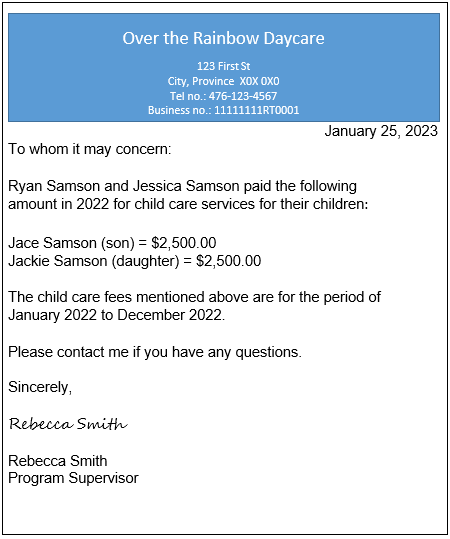 Over the Rainbow Daycare
123 First St
City, Province  X0X 0X0
Tel no.: 476-123-4567
Business no.: 11111111RT0001
January 25, 2023
To whom it may concern:
Ryan Samson and Jessica Samson paid the following
amount in 2022 for child care services for their children:
Jace Samson (son) = $2,500.00
Jackie Samson (daughter) = $2,500.00
The child care fees mentioned above are for the period of
January 2022 to December 2022.
Please contact me if you have any questions.
Sincerely,
Rebecca Smith
Rebecca Smith
Program Supervisor